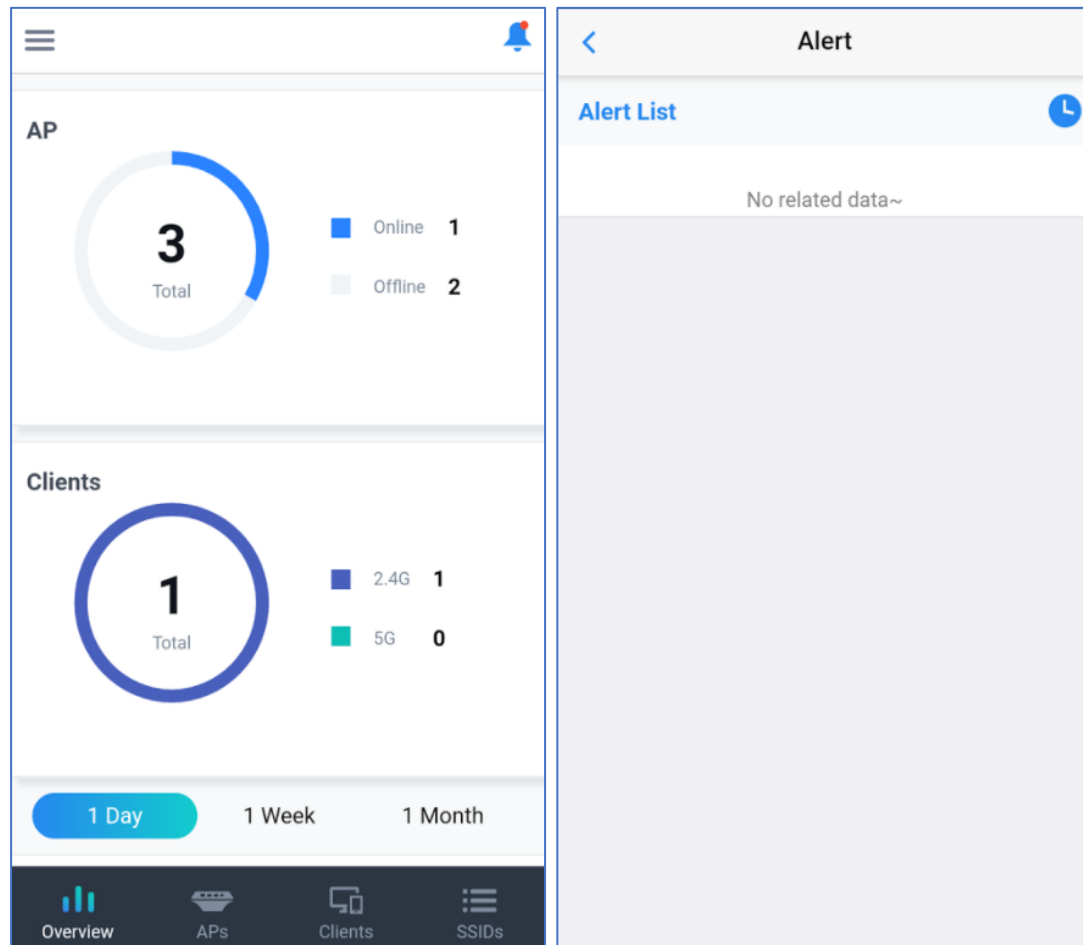 AP
3
Total
Online 1
Offline 2
Clients
1
Total
2.4G 1
5G 0
1 Day 1 Week 1 Month
Overview APs Clients SSIDs
Alert
Alert List
No related data~